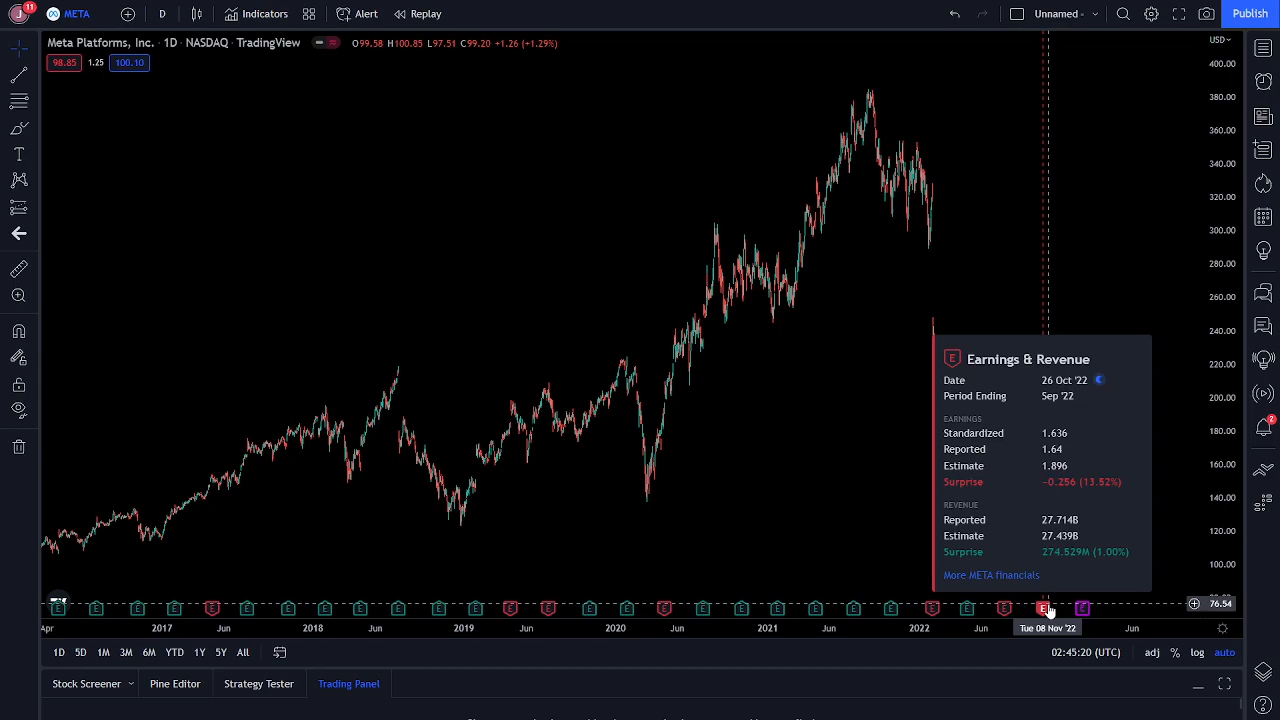 J 11 META D Indicators Alert Replay Unnamed - Publish
Meta Platforms, Inc. · 1D · NASDAQ · TradingView O99.58 H100.85 L97.51 C99.20 +1.26 (+1.29%) USD
98.85 1.25 100.10
400.00
380.00
360.00
340.00
320.00
300.00
280.00
260.00
240.00
220.00
200.00
180.00
160.00
140.00
120.00
100.00
76.54
E Earnings & Revenue
Date 26 Oct '22
Period Ending Sep '22
EARNINGS
Standardized 1.636
Reported 1.64
Estimate 1.896
Surprise −0.256 (13.52%)
REVENUE
Reported 27.714B
Estimate 27.439B
Surprise 274.529M (1.00%)
More META financials
2
E E E E E E E E E E E E E E E E E E E E E E E E E E E E
Apr 2017 Jun 2018 Jun 2019 Jun 2020 Jun 2021 Jun 2022 Jun Tue 08 Nov '22 Jun
1D 5D 1M 3M 6M YTD 1Y 5Y All 02:45:20 (UTC) adj % log auto
Stock Screener Pine Editor Strategy Tester Trading Panel